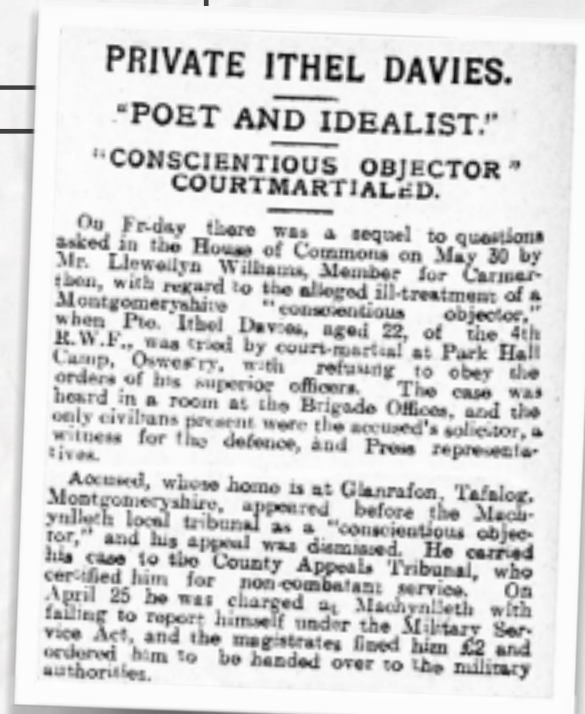 PRIVATE ITHEL DAVIES.
"POET AND IDEALIST."
"CONSCIENTIOUS OBJECTOR"
COURTMARTIALED.
On Friday there was a sequel to questions
asked in the House of Commons on May 30 by
Mr. Llewellyn Williams, Member for Carmar-
then, with regard to the alleged ill-treatment of a
Montgomeryshire "conscientious objector,"
when Pte. Ithel Davies, aged 22, of the 4th
R.W.F., was tried by court-martial at Park Hall
Camp, Oswestry, with refusing to obey the
orders of his superior officers. The case was
heard in a room at the Brigade Offices, and the
only civilians present were the accused's solicitor, a
witness for the defence, and Press representa-
tives.
Accused, whose home is at Glanrafon, Tafalog,
Montgomeryshire, appeared before the Mach-
ynlleth local tribunal as a "conscientious objec-
tor," and his appeal was dismissed. He carried
his case to the County Appeals Tribunal, who
certified him for non-combatant service. On
April 25 he was charged at Machynlleth with
failing to report himself under the Military Ser-
vice Act, and the magistrates fined him £2 and
ordered him to be handed over to the military
authorities.